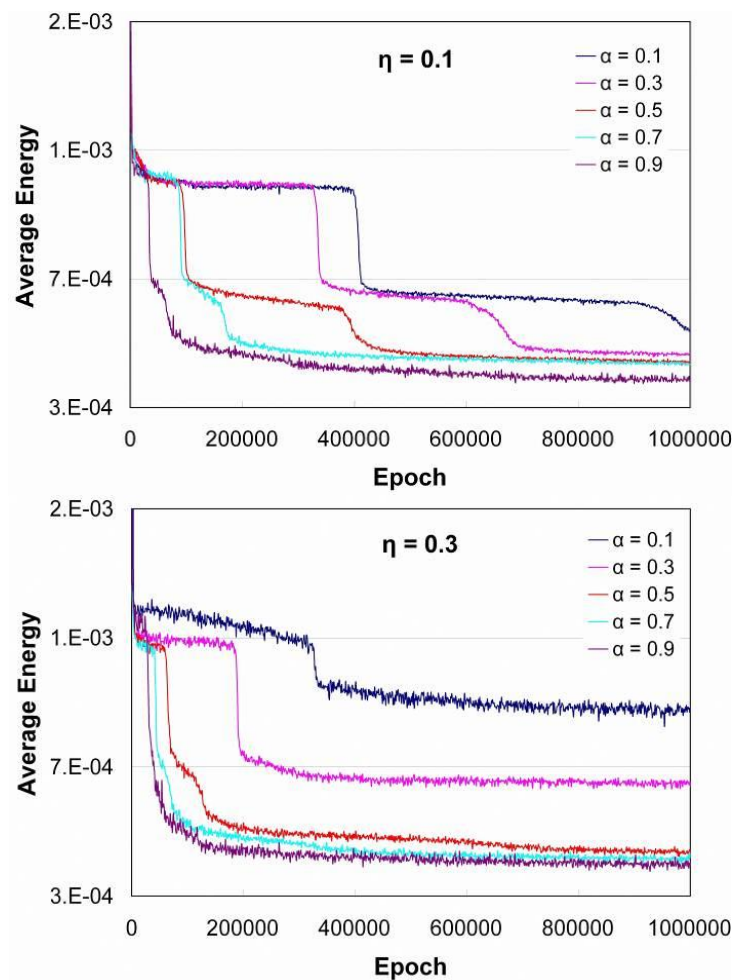 2.E-03
η = 0.1
α = 0.1
α = 0.3
α = 0.5
α = 0.7
α = 0.9
1.E-03
7.E-04
3.E-04
Average Energy
0 200000 400000 600000 800000 1000000
Epoch
2.E-03
η = 0.3
α = 0.1
α = 0.3
α = 0.5
α = 0.7
α = 0.9
1.E-03
7.E-04
3.E-04
Average Energy
0 200000 400000 600000 800000 1000000
Epoch